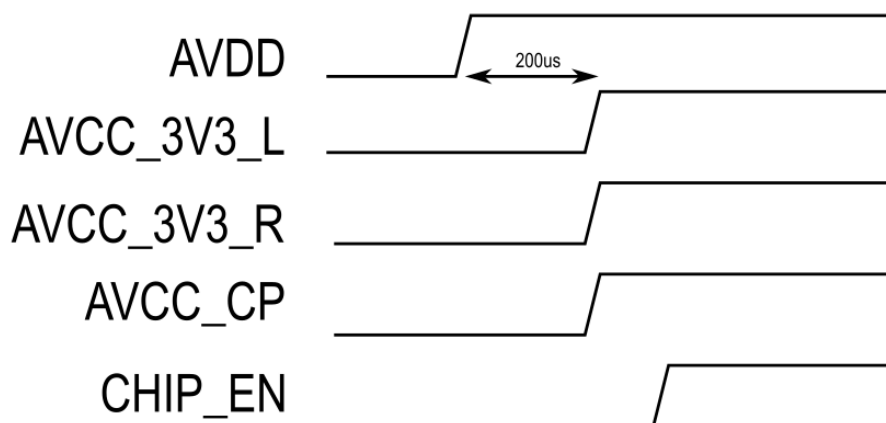 AVDD
200us
AVCC_3V3_L
AVCC_3V3_R
AVCC_CP
CHIP_EN